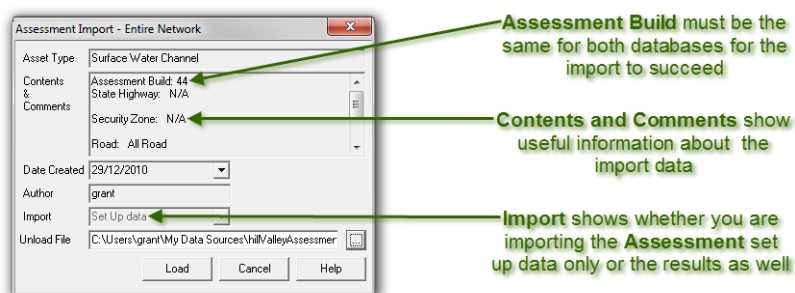 Assessment Import - Entire Network
Asset Type Surface Water Channel
Contents
&
Comments
Assessment Build: 44
State Highway: N/A
Security Zone: N/A
Road: All Road
Date Created 29/12/2010
Author grant
Import Set Up data
Unload File C:\Users\grant\My Data Sources\hillValleyAssessmer ...
Load Cancel Help
Assessment Build must be the
same for both databases for the
import to succeed
Contents and Comments show
useful information about the
import data
Import shows whether you are
importing the Assessment set
up data only or the results as well